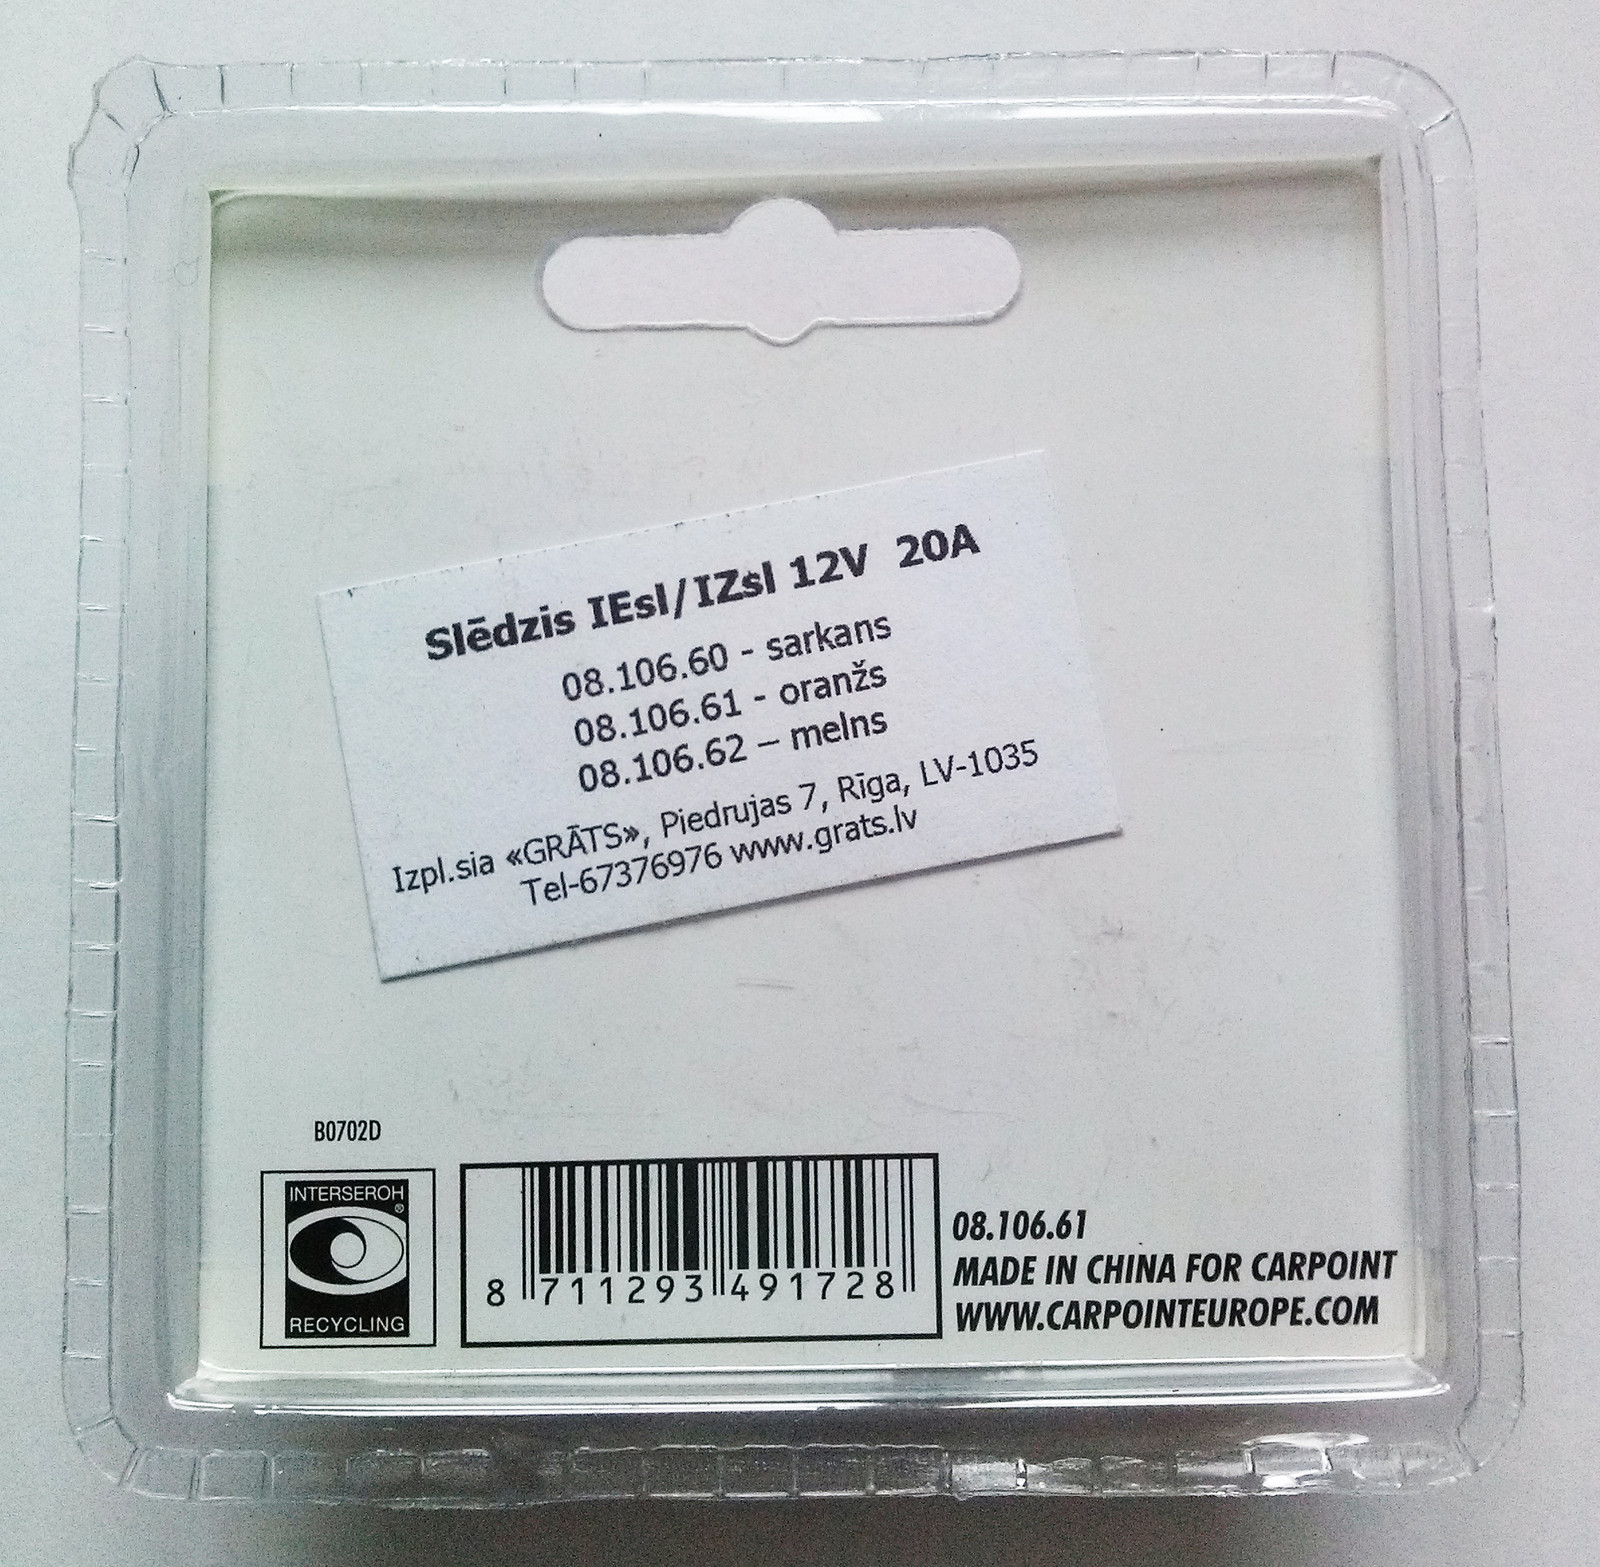 Slēdzis IEsl/IZsl 12V 20A
08.106.60 - sarkans
08.106.61 - oranžs
08.106.62 – melns
Izpl.sia «GRĀTS», Piedrujas 7, Rīga, LV-1035
Tel-67376976 www.grats.lv
B0702D
INTERSEROH
®
RECYCLING
8 711293 491728
08.106.61
MADE IN CHINA FOR CARPOINT
WWW.CARPOINTEUROPE.COM